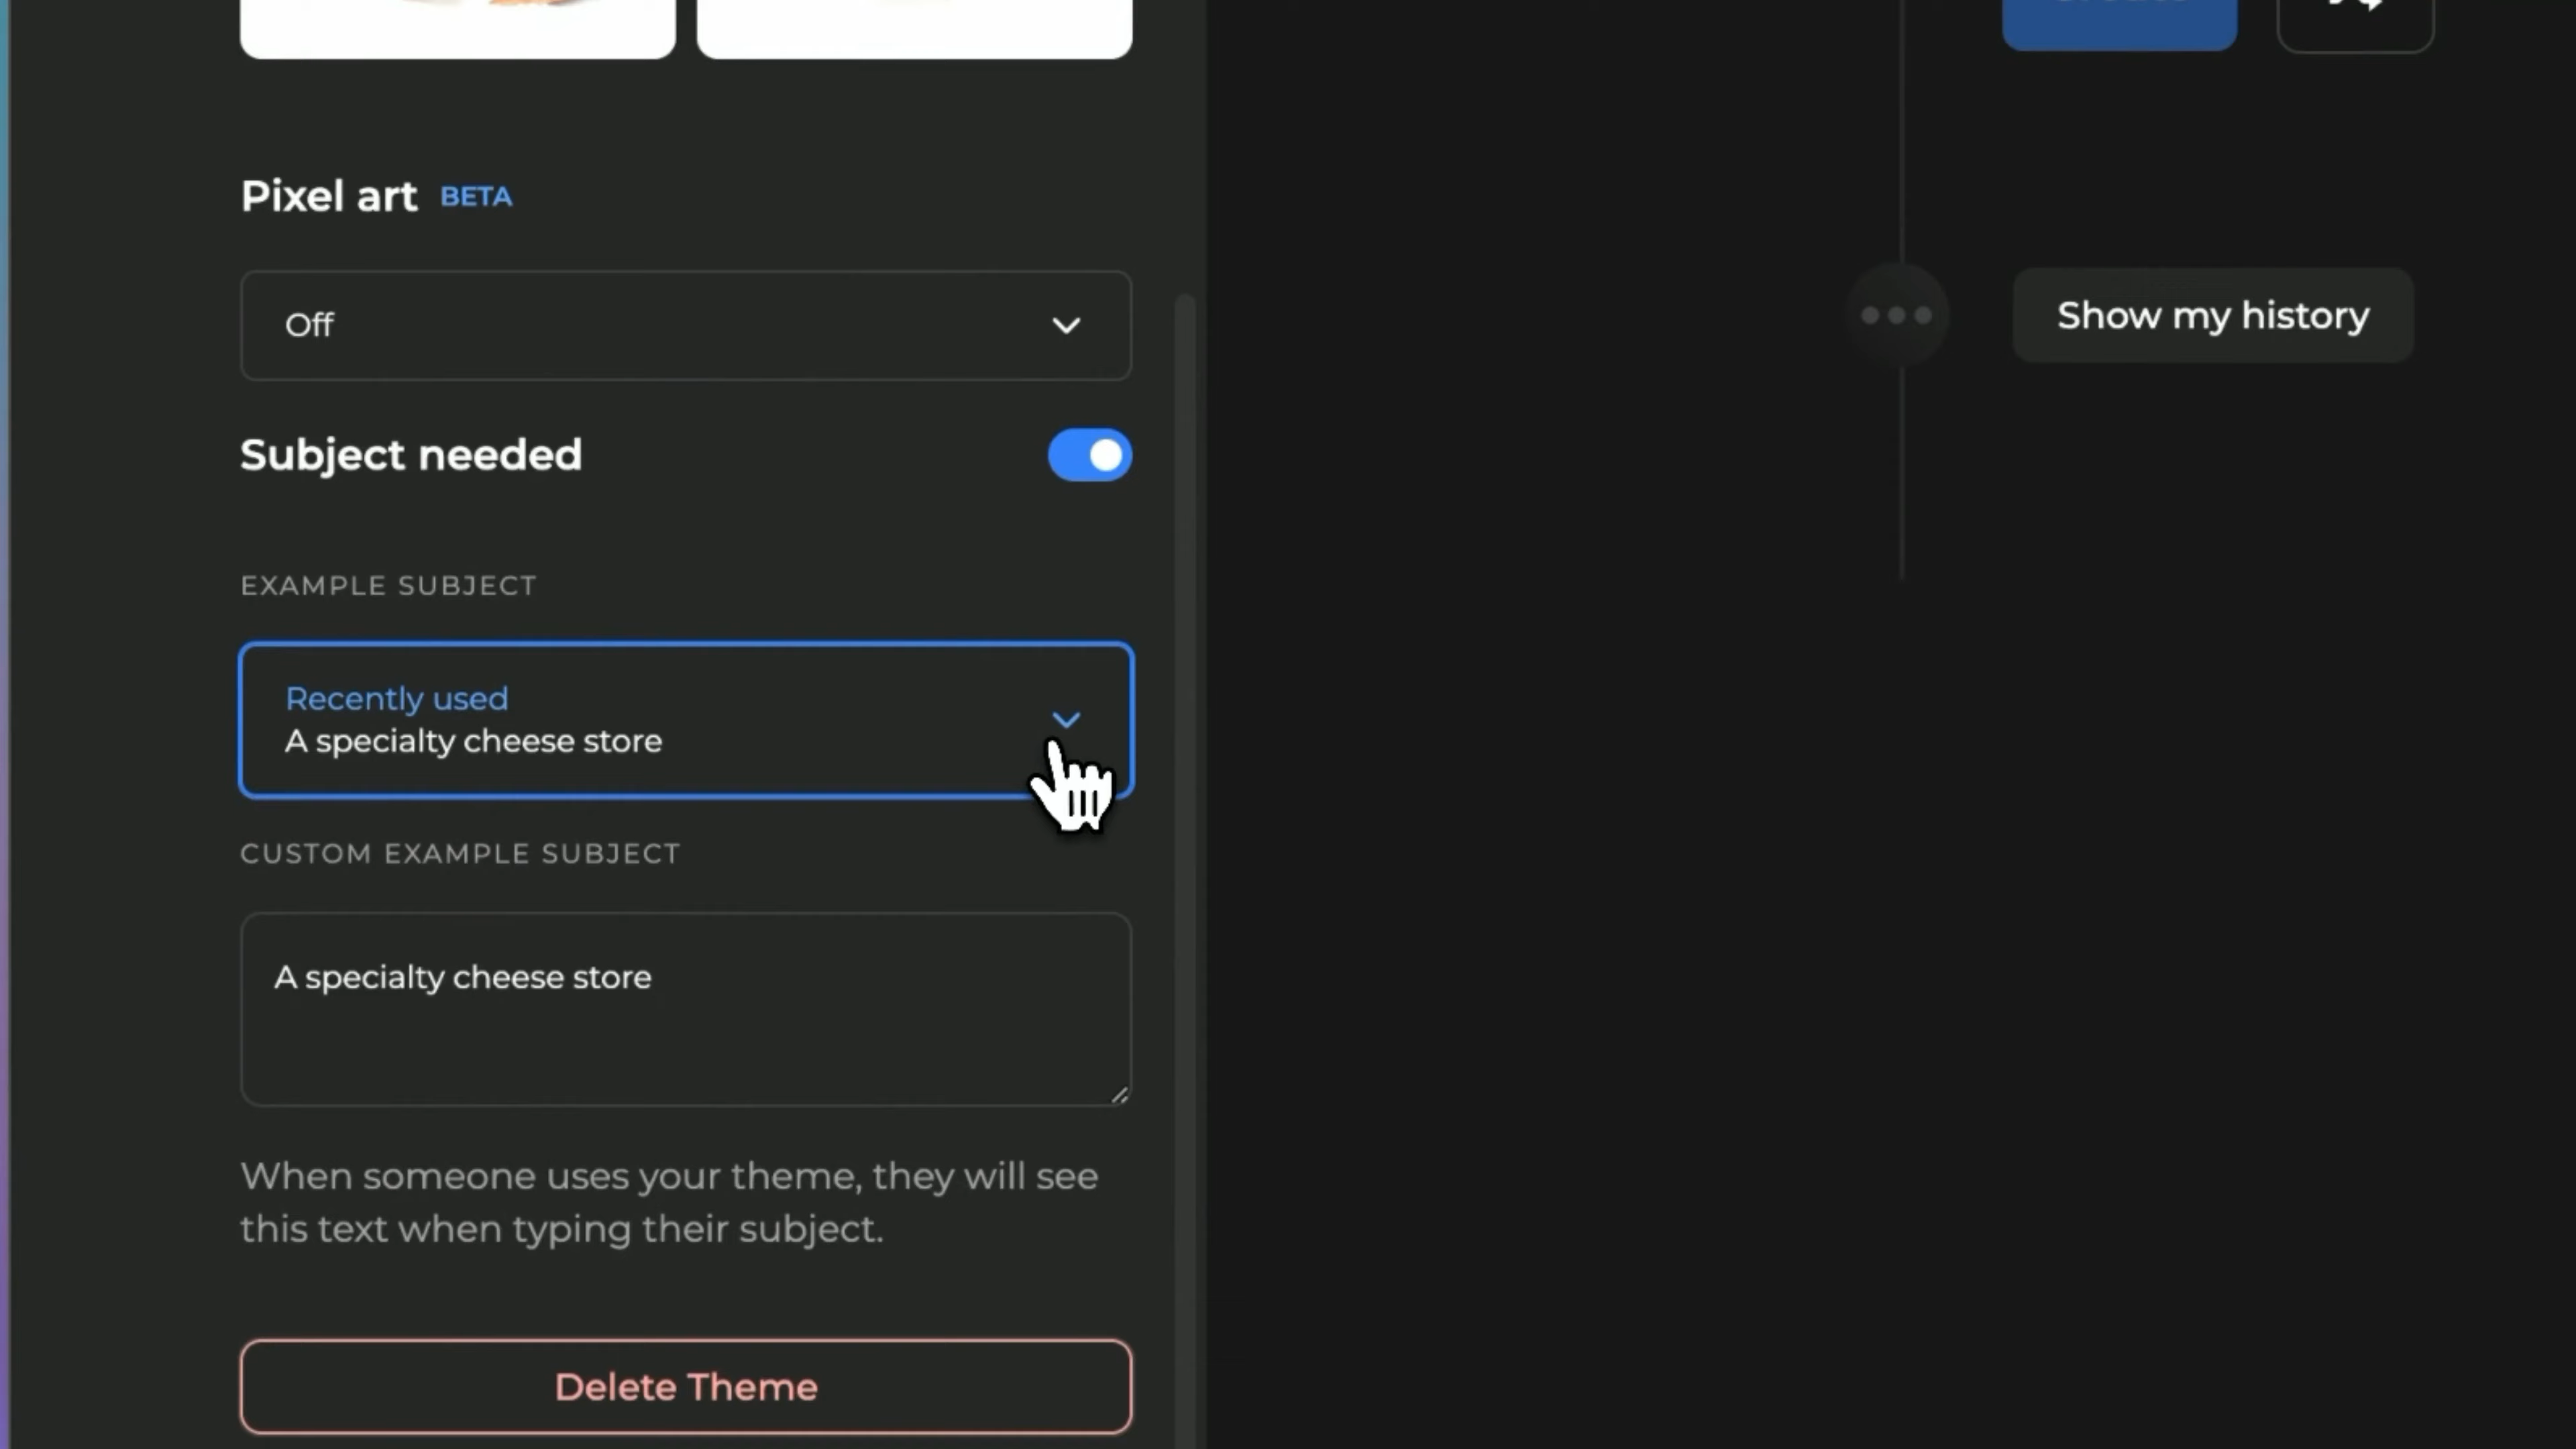 Pixel art BETA
Off
Show my history
Subject needed
EXAMPLE SUBJECT
Recently used
A specialty cheese store
CUSTOM EXAMPLE SUBJECT
A specialty cheese store
When someone uses your theme, they will see
this text when typing their subject.
Delete Theme